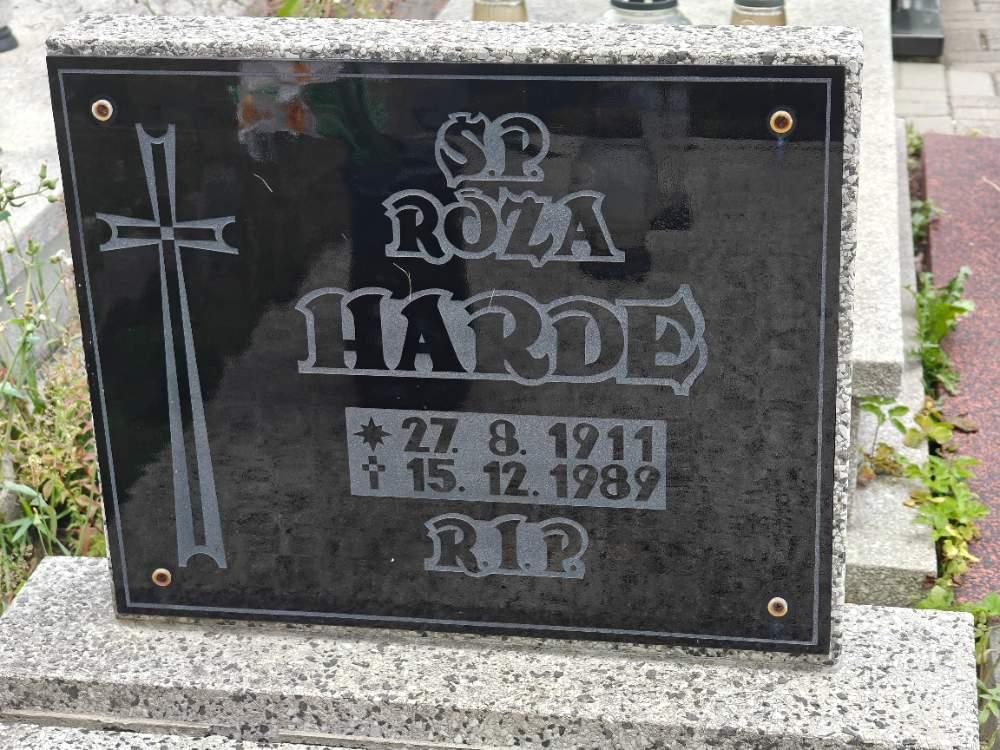 Ś.P.
RÓŻA
HARDE
✴ 27. 8. 1911
✝ 15. 12. 1989
R.I.P.